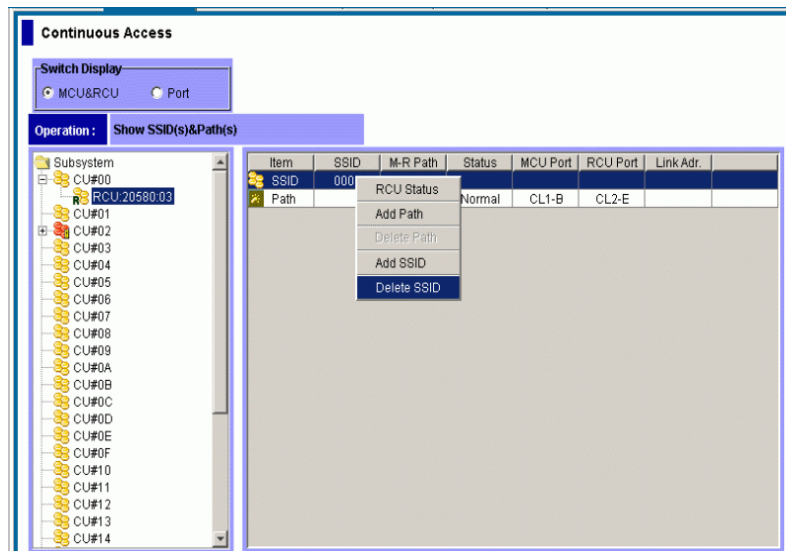 Continuous Access
Switch Display
MCU&RCU Port
Operation : Show SSID(s)&Path(s)
Subsystem
CU#00
RCU:20580:03
CU#01
CU#02
CU#03
CU#04
CU#05
CU#06
CU#07
CU#08
CU#09
CU#0A
CU#0B
CU#0C
CU#0D
CU#0E
CU#0F
CU#10
CU#11
CU#12
CU#13
CU#14
Item SSID M-R Path Status MCU Port RCU Port Link Adr.
SSID 000
Path Normal CL1-B CL2-E
RCU Status
Add Path
Delete Path
Add SSID
Delete SSID